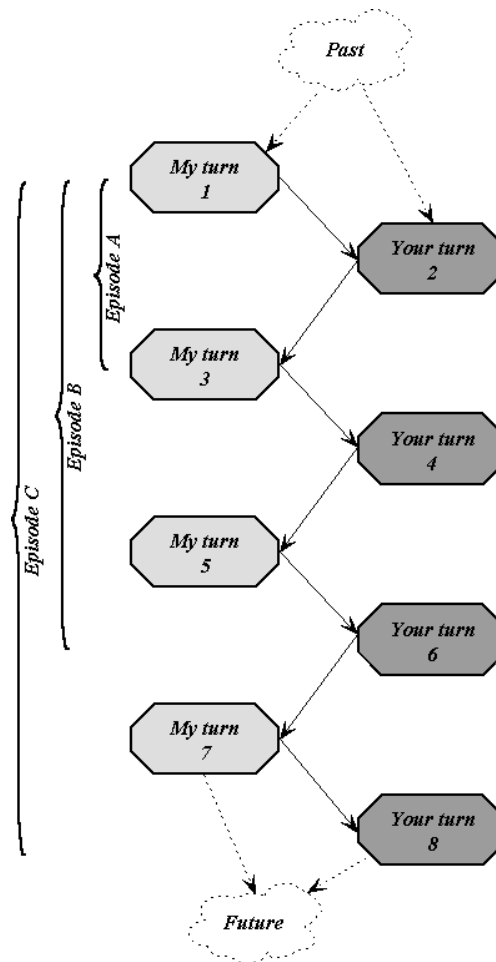 Past
My turn
1
Your turn
2
Episode A
My turn
3
Episode B
Your turn
4
Episode C
My turn
5
Your turn
6
My turn
7
Your turn
8
Future